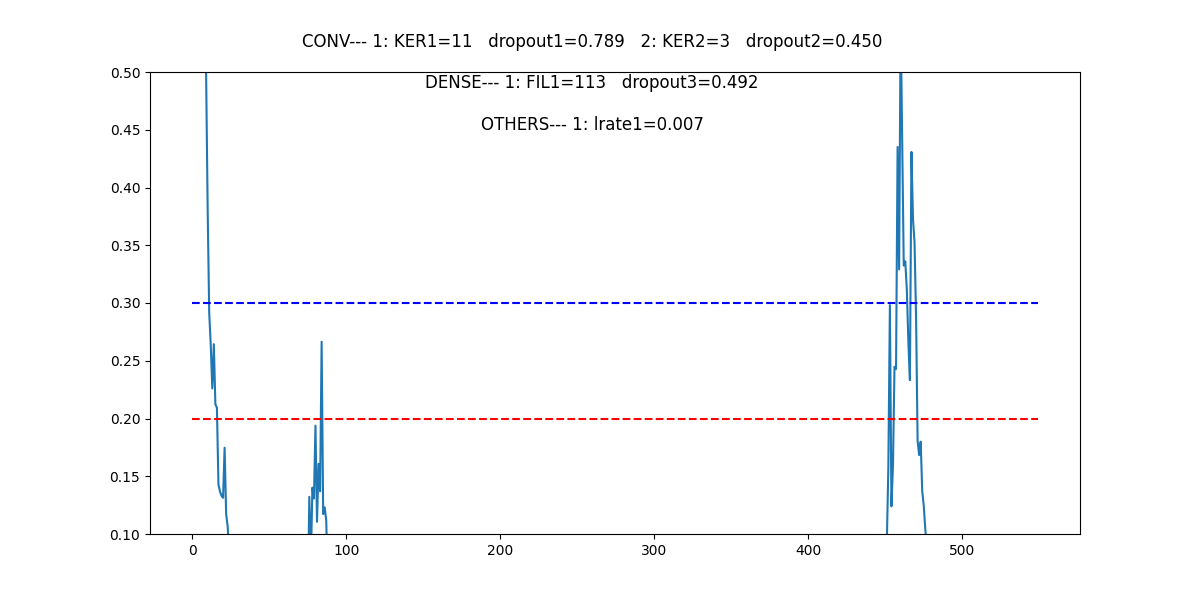 CONV--- 1: KER1=11   dropout1=0.789   2: KER2=3   dropout2=0.450
DENSE--- 1: FIL1=113   dropout3=0.492
OTHERS--- 1: lrate1=0.007
0.50
0.45
0.40
0.35
0.30
0.25
0.20
0.15
0.10
0 100 200 300 400 500